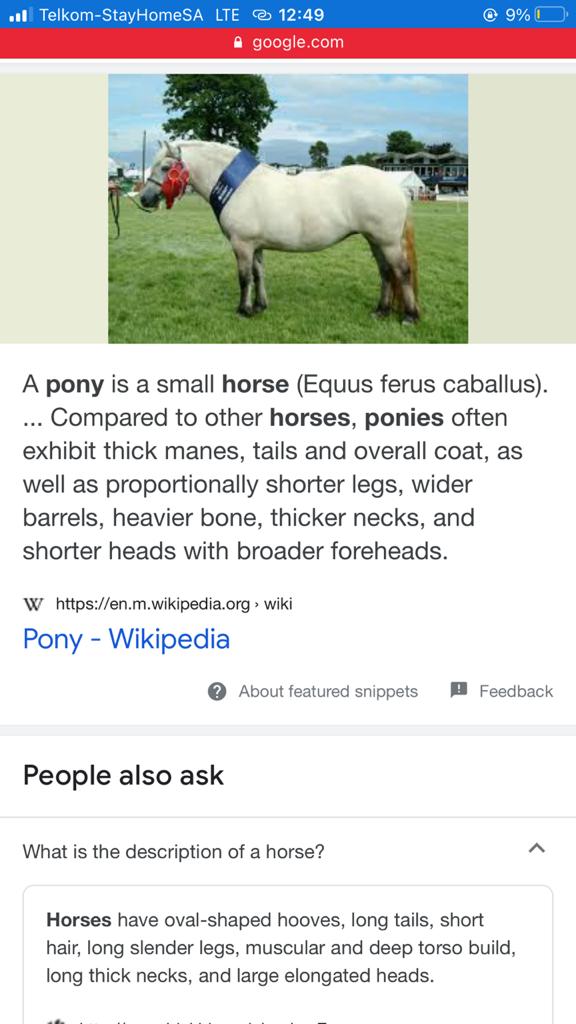 Telkom-StayHomeSA LTE 12:49 9%
google.com
A pony is a small horse (Equus ferus caballus).
... Compared to other horses, ponies often
exhibit thick manes, tails and overall coat, as
well as proportionally shorter legs, wider
barrels, heavier bone, thicker necks, and
shorter heads with broader foreheads.
W https://en.m.wikipedia.org › wiki
Pony - Wikipedia
About featured snippets Feedback
People also ask
What is the description of a horse?
Horses have oval-shaped hooves, long tails, short
hair, long slender legs, muscular and deep torso build,
long thick necks, and large elongated heads.